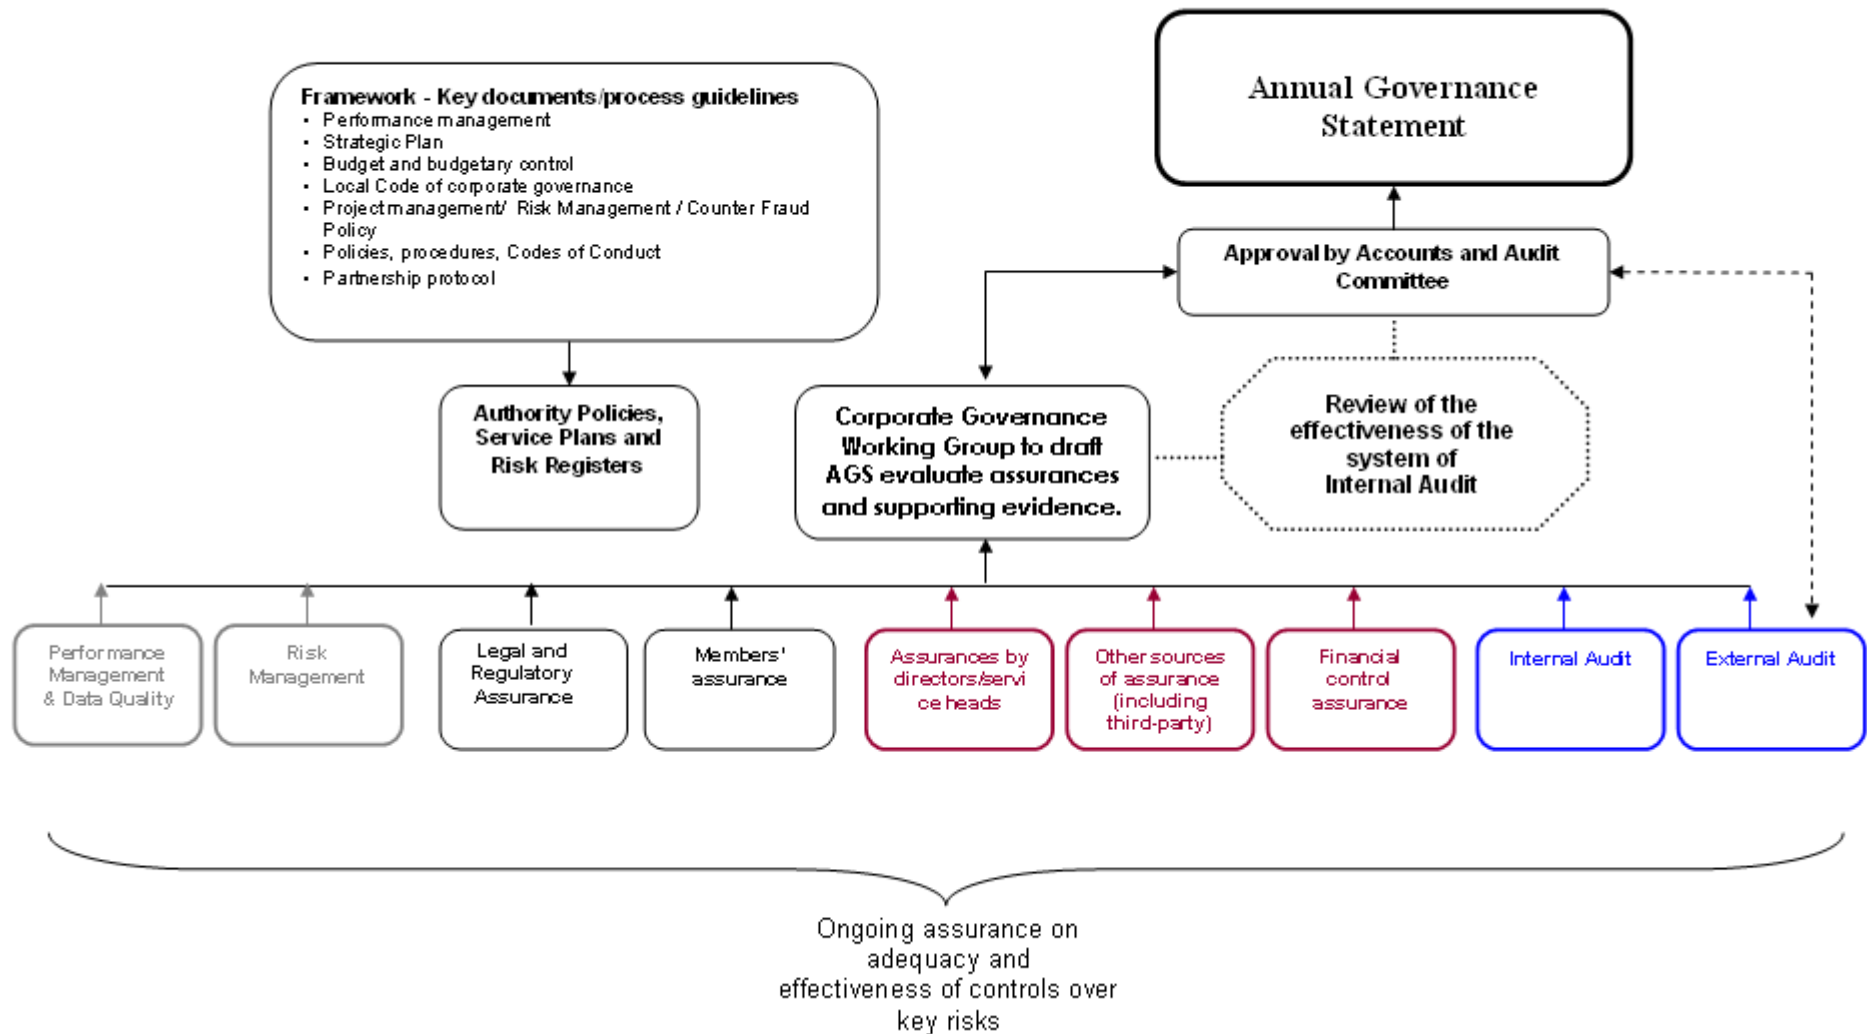 Framework - Key documents/process guidelines
• Performance management
• Strategic Plan
• Budget and budgetary control
• Local Code of corporate governance
• Project management/ Risk Management / Counter Fraud
Policy
• Policies, procedures, Codes of Conduct
• Partnership protocol
Annual Governance
Statement
Approval by Accounts and Audit
Committee
Authority Policies,
Service Plans and
Risk Registers
Corporate Governance
Working Group to draft
AGS evaluate assurances
and supporting evidence.
Review of the
effectiveness of the
system of
Internal Audit
Performance
Management
& Data Quality
Risk
Management
Legal and
Regulatory
Assurance
Members'
assurance
Assurances by
directors/servi
ce heads
Other sources
of assurance
(including
third-party)
Financial
control
assurance
Internal Audit
External Audit
Ongoing assurance on
adequacy and
effectiveness of controls over
key risks